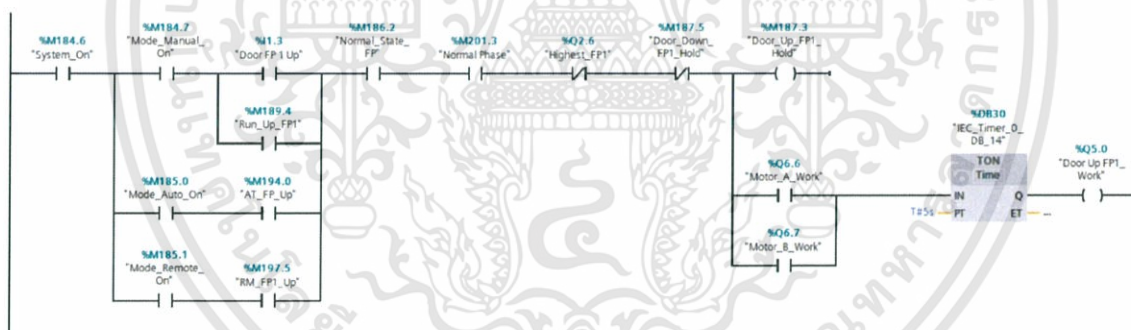 %M184.6
"System_On"
%M184.7
"Mode_Manual_
On"
%I1.3
"Door FP 1 Up"
%M186.2
"Normal_State_
FP"
%M201.3
"Normal Phase"
%Q2.6
"Highest_FP1"
%M187.5
"Door_Down_
FP1_Hold"
%M187.3
"Door_Up_FP1_
Hold"
%M189.4
"Run_Up_FP1"
%M185.0
"Mode_Auto_On"
%M194.0
"AT_FP_Up"
%M185.1
"Mode_Remote_
On"
%M197.5
"RM_FP1_Up"
%Q6.6
"Motor_A_Work"
%Q6.7
"Motor_B_Work"
%DB30
"IEC_Timer_0_
DB_14"
TON
Time
IN Q
T#5s PT ET ...
%Q5.0
"Door Up FP1_
Work"